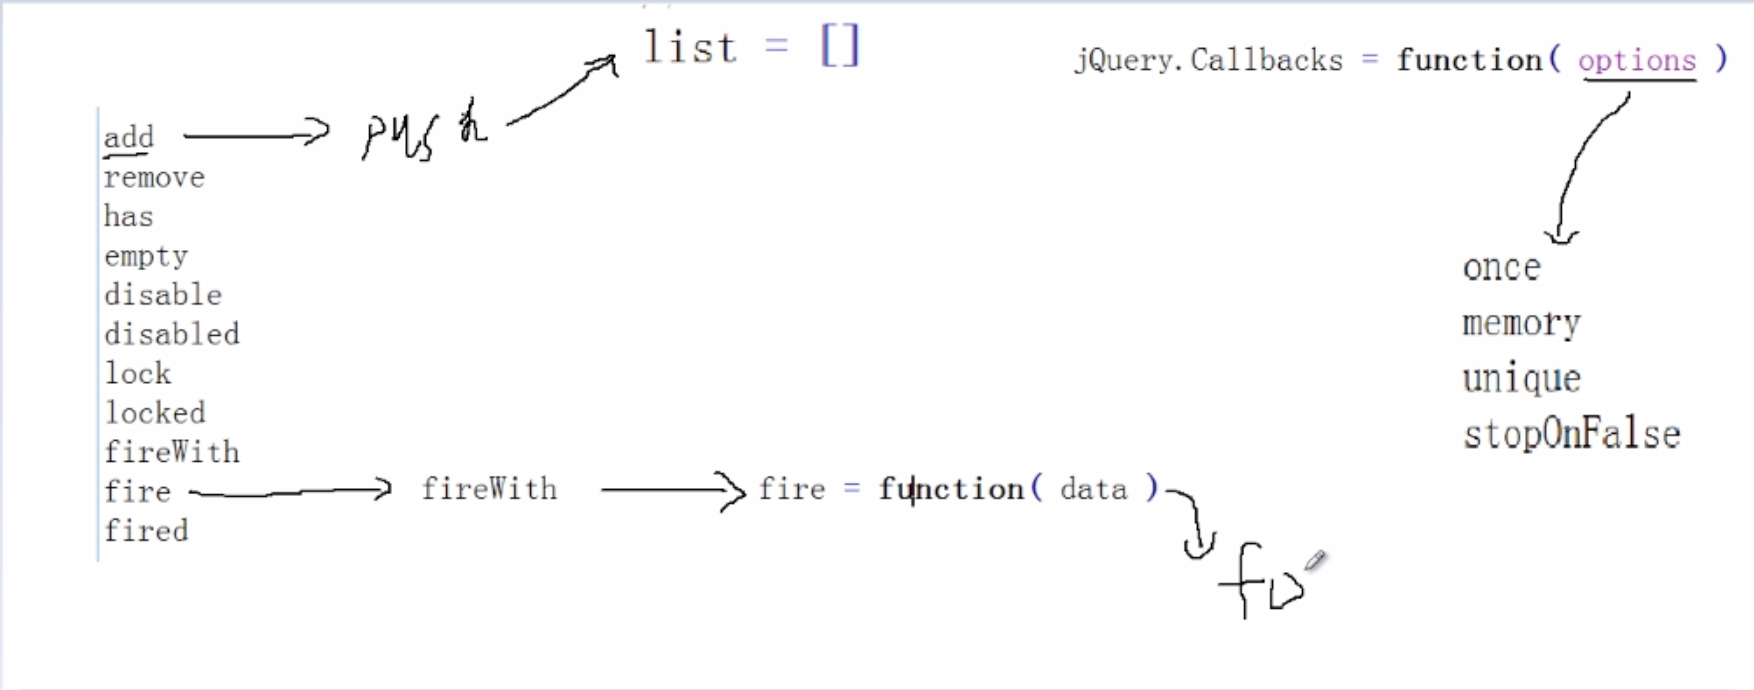 list = []
jQuery.Callbacks = function( options )
add push
remove
has
empty
disable
disabled
lock
locked
fireWith
fire fireWith fire = function( data )
fired
once
memory
unique
stopOnFalse